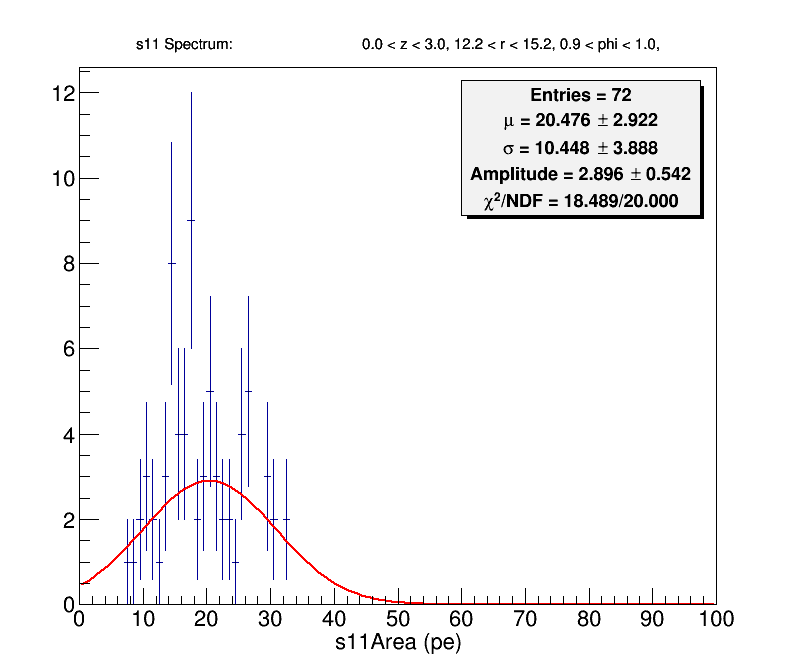 s11 Spectrum: 0.0 < z < 3.0, 12.2 < r < 15.2, 0.9 < phi < 1.0,
Entries = 72
μ = 20.476 ± 2.922
σ = 10.448 ± 3.888
Amplitude = 2.896 ± 0.542
χ²/NDF = 18.489/20.000
12
10
8
6
4
2
0
0 10 20 30 40 50 60 70 80 90 100
s11Area (pe)